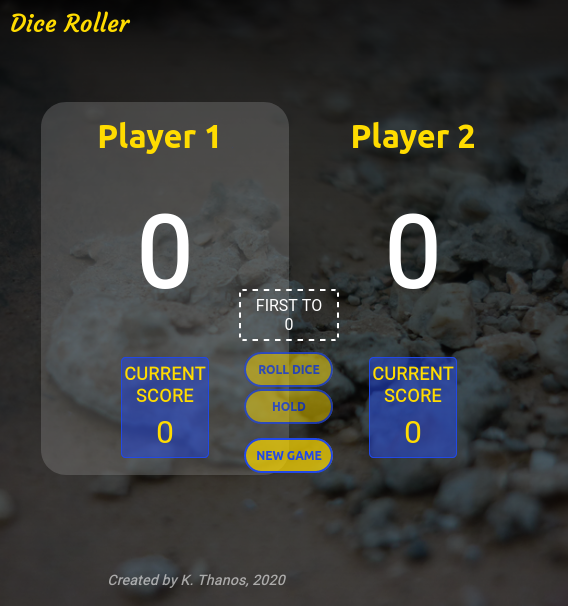 Dice Roller
Player 1
Player 2
0
0
FIRST TO
0
ROLL DICE
HOLD
NEW GAME
CURRENT
SCORE
0
CURRENT
SCORE
0
Created by K. Thanos, 2020